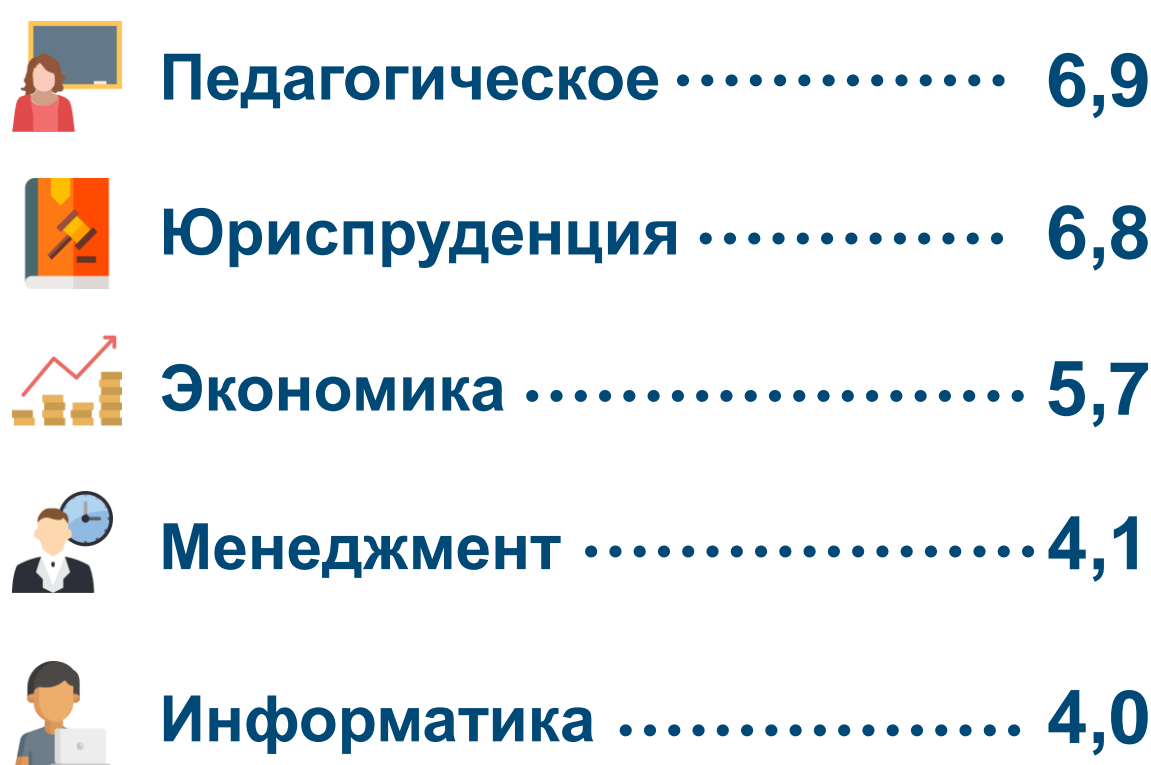 Педагогическое 6,9
Юриспруденция 6,8
Экономика 5,7
Менеджмент 4,1
Информатика 4,0